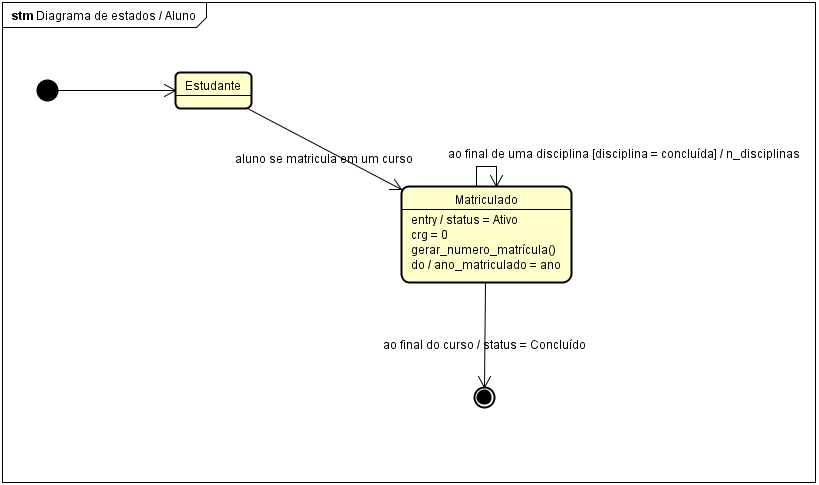 stm Diagrama de estados / Aluno
Estudante
aluno se matricula em um curso
ao final de uma disciplina [disciplina = concluída] / n_disciplinas
Matriculado
entry / status = Ativo
crg = 0
gerar_numero_matrícula()
do / ano_matriculado = ano
ao final do curso / status = Concluído